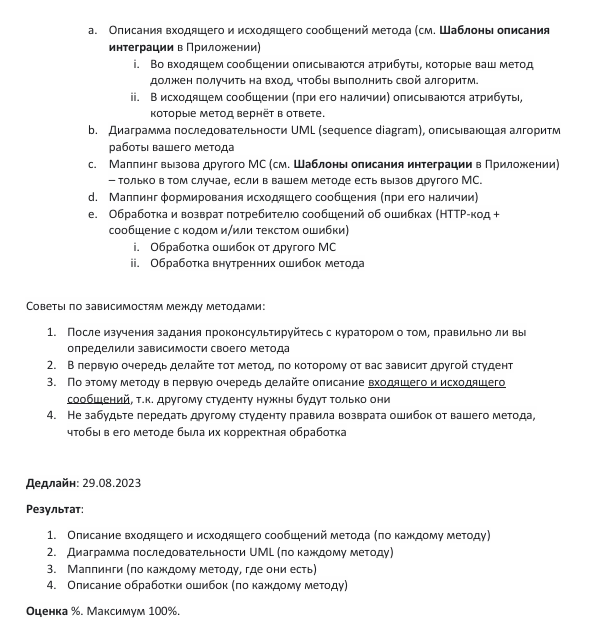 a. Описания входящего и исходящего сообщений метода (см. Шаблоны описания
интеграции в Приложении)
i. Во входящем сообщении описываются атрибуты, которые ваш метод
должен получить на вход, чтобы выполнить свой алгоритм.
ii. В исходящем сообщении (при его наличии) описываются атрибуты,
которые метод вернёт в ответе.
b. Диаграмма последовательности UML (sequence diagram), описывающая алгоритм
работы вашего метода
c. Маппинг вызова другого МС (см. Шаблоны описания интеграции в Приложении)
– только в том случае, если в вашем методе есть вызов другого МС.
d. Маппинг формирования исходящего сообщения (при его наличии)
e. Обработка и возврат потребителю сообщений об ошибках (HTTP-код +
сообщение с кодом и/или текстом ошибки)
i. Обработка ошибок от другого МС
ii. Обработка внутренних ошибок метода
Советы по зависимостям между методами:
1. После изучения задания проконсультируйтесь с куратором о том, правильно ли вы
определили зависимости своего метода
2. В первую очередь делайте тот метод, по которому от вас зависит другой студент
3. По этому методу в первую очередь делайте описание входящего и исходящего
сообщений, т.к. другому студенту нужны будут только они
4. Не забудьте передать другому студенту правила возврата ошибок от вашего метода,
чтобы в его методе была их корректная обработка
Дедлайн: 29.08.2023
Результат:
1. Описание входящего и исходящего сообщений метода (по каждому методу)
2. Диаграмма последовательности UML (по каждому методу)
3. Маппинги (по каждому методу, где они есть)
4. Описание обработки ошибок (по каждому методу)
Оценка %. Максимум 100%.